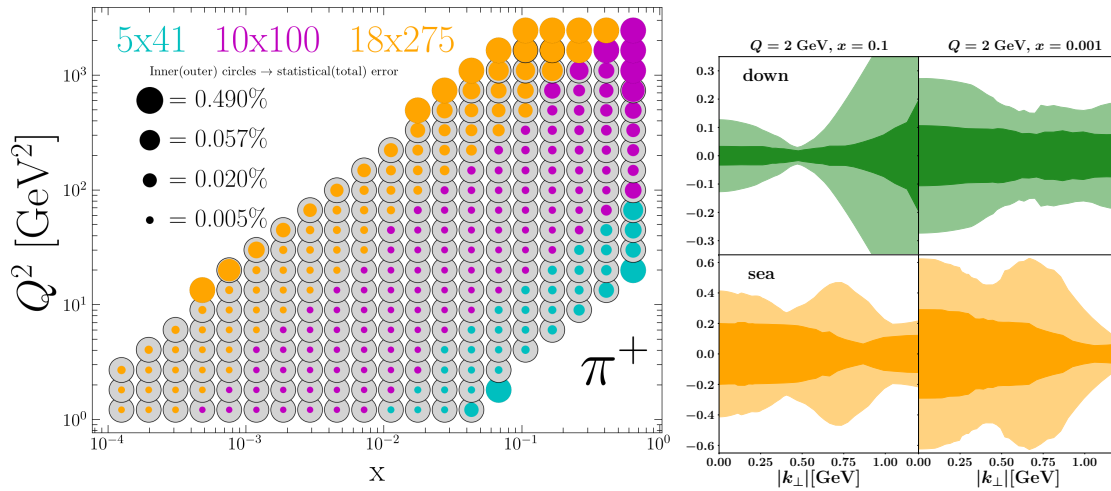 5x41 10x100 18x275
Inner(outer) circles → statistical(total) error
= 0.490%
= 0.057%
= 0.020%
= 0.005%
π⁺
Q² [GeV²]
10³
10²
10¹
10⁰
10⁻⁴ 10⁻³ 10⁻² 10⁻¹ 10⁰
x
Q = 2 GeV, x = 0.1 Q = 2 GeV, x = 0.001
down
0.3
0.2
0.1
0.0
−0.1
−0.2
−0.3
sea
0.6
0.4
0.2
0.0
−0.2
−0.4
−0.6
0.00 0.25 0.50 0.75 1.00 0.00 0.25 0.50 0.75 1.00
|k⊥|[GeV] |k⊥|[GeV]